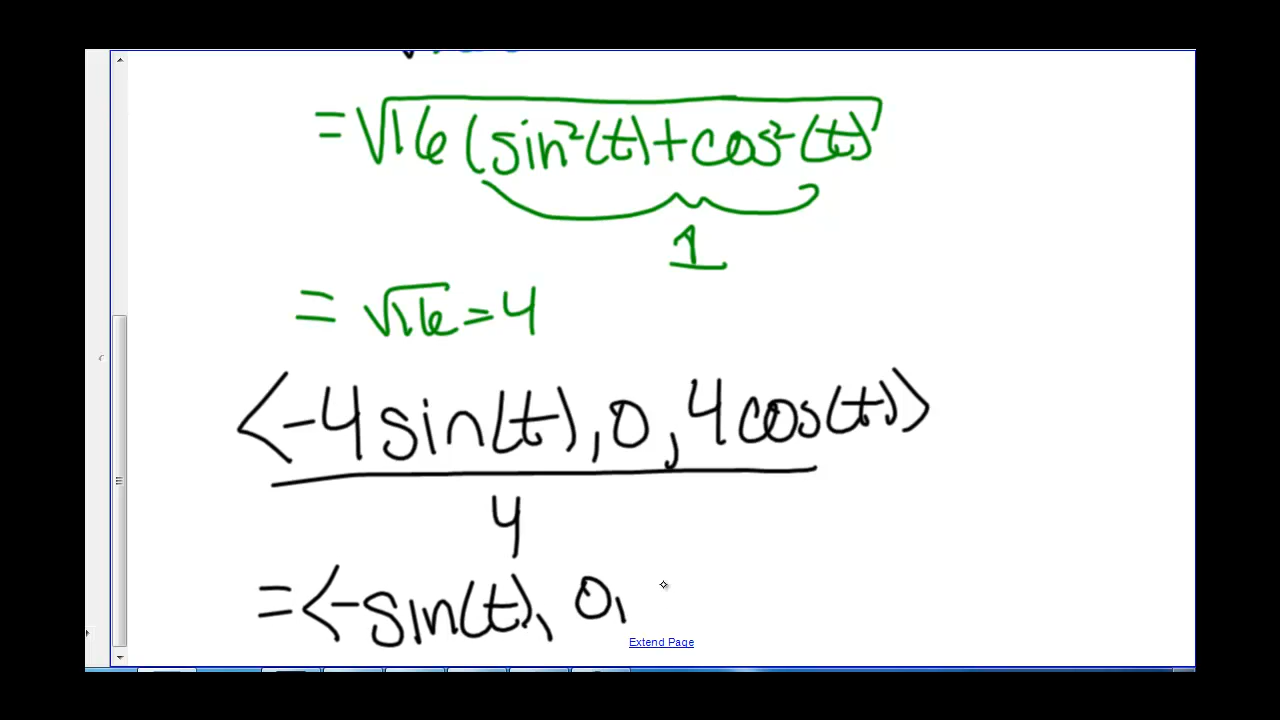 = √16 (sin²(t) + cos²(t)
1
= √16 = 4
<-4 sin(t), 0, 4 cos(t)>
4
= <-sin(t), 0,
Extend Page